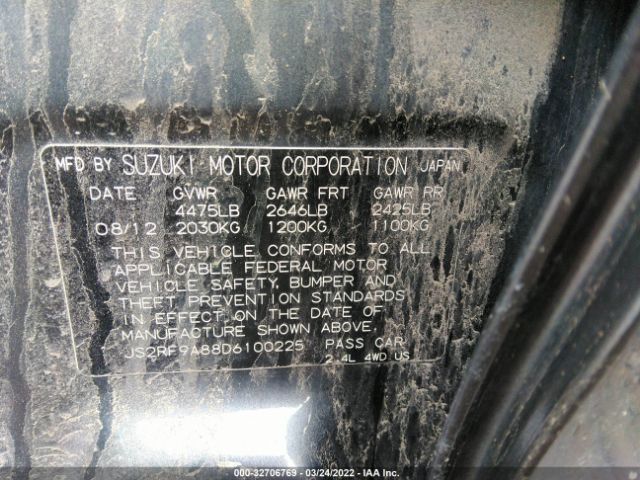 MFD BY SUZUKI MOTOR CORPORATION JAPAN
DATE GVWR GAWR FRT GAWR RR
4475LB 2646LB 2425LB
08/12 2030KG 1200KG 1100KG
THIS VEHICLE CONFORMS TO ALL
APPLICABLE FEDERAL MOTOR
VEHICLE SAFETY, BUMPER AND
THEFT PREVENTION STANDARDS
IN EFFECT ON THE DATE OF
MANUFACTURE SHOWN ABOVE.
JS2RF9A88D6100225 PASS CAR
2.4L 4WD US
000-32706769 - 03/24/2022 - IAA Inc.